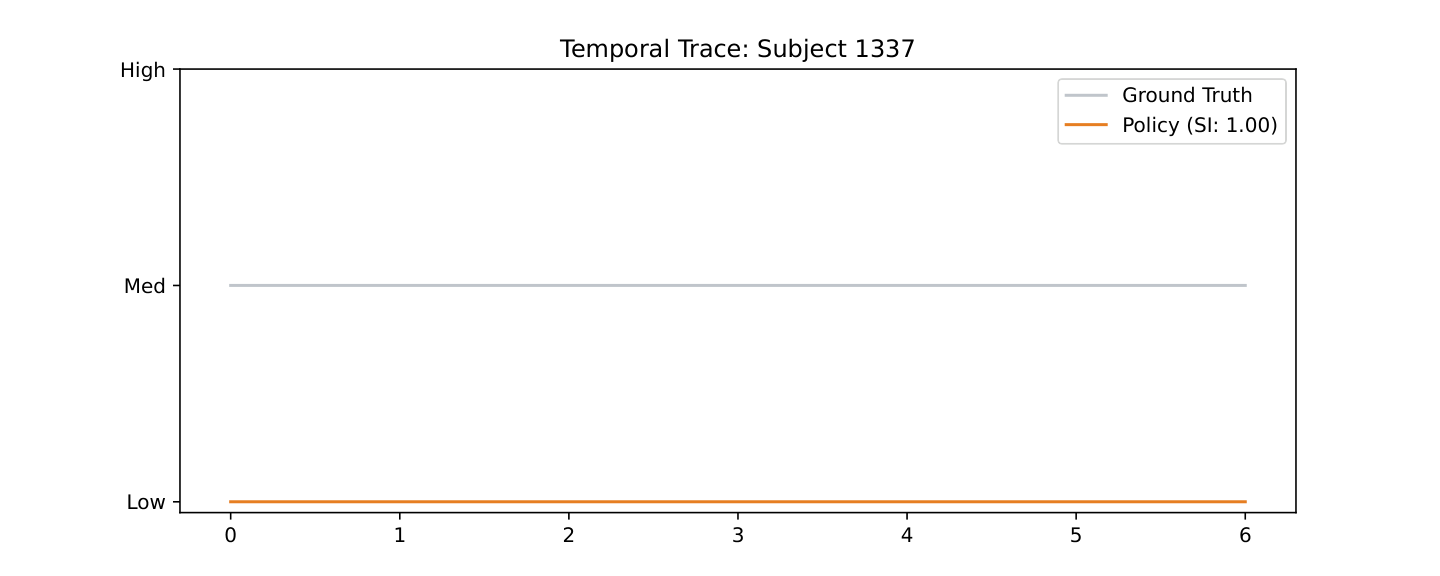 Temporal Trace: Subject 1337
High
Med
Low
Ground Truth
Policy (SI: 1.00)
0 1 2 3 4 5 6